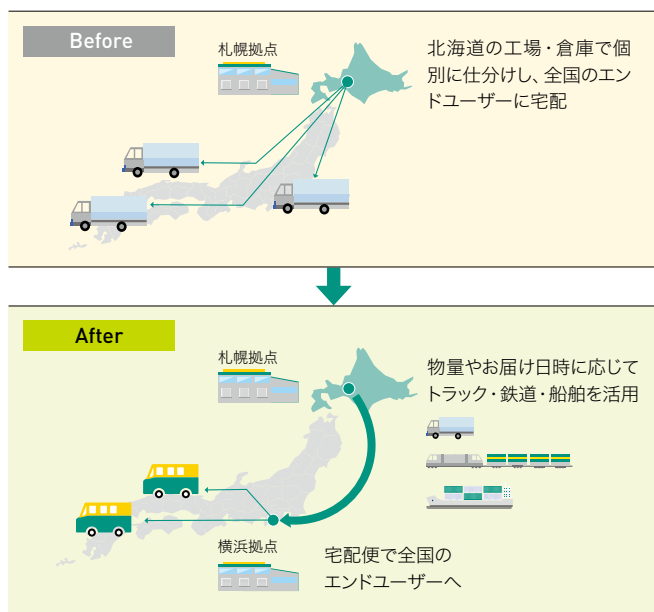 Before
札幌拠点
北海道の工場・倉庫で個
別に仕分けし、全国のエン
ドユーザーに宅配
After
札幌拠点
物量やお届け日時に応じて
トラック・鉄道・船舶を活用
横浜拠点
宅配便で全国の
エンドユーザーへ